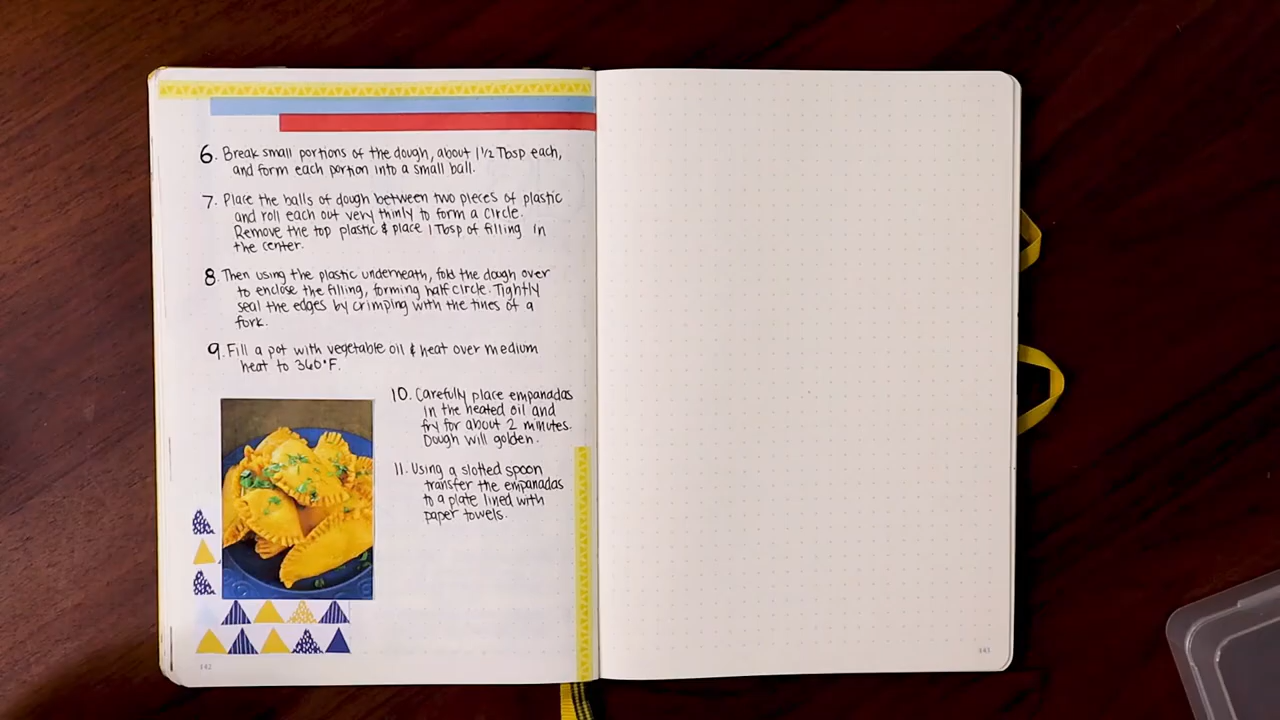 6. Break small portions of the dough, about 1 1/2 Tbsp each,
and form each portion into a small ball.
7. Place the balls of dough between two pieces of plastic
and roll each out very thinly to form a circle.
Remove the top plastic & place 1 Tbsp of filling in
the center.
8. Then using the plastic underneath, fold the dough over
to enclose the filling, forming half circle. Tightly
seal the edges by crimping with the tines of a
fork.
9. Fill a pot with vegetable oil & heat over medium
heat to 360°F.
10. Carefully place empanadas
in the heated oil and
fry for about 2 minutes.
Dough will golden.
11. Using a slotted spoon
transfer the empanadas
to a plate lined with
paper towels.
142
143